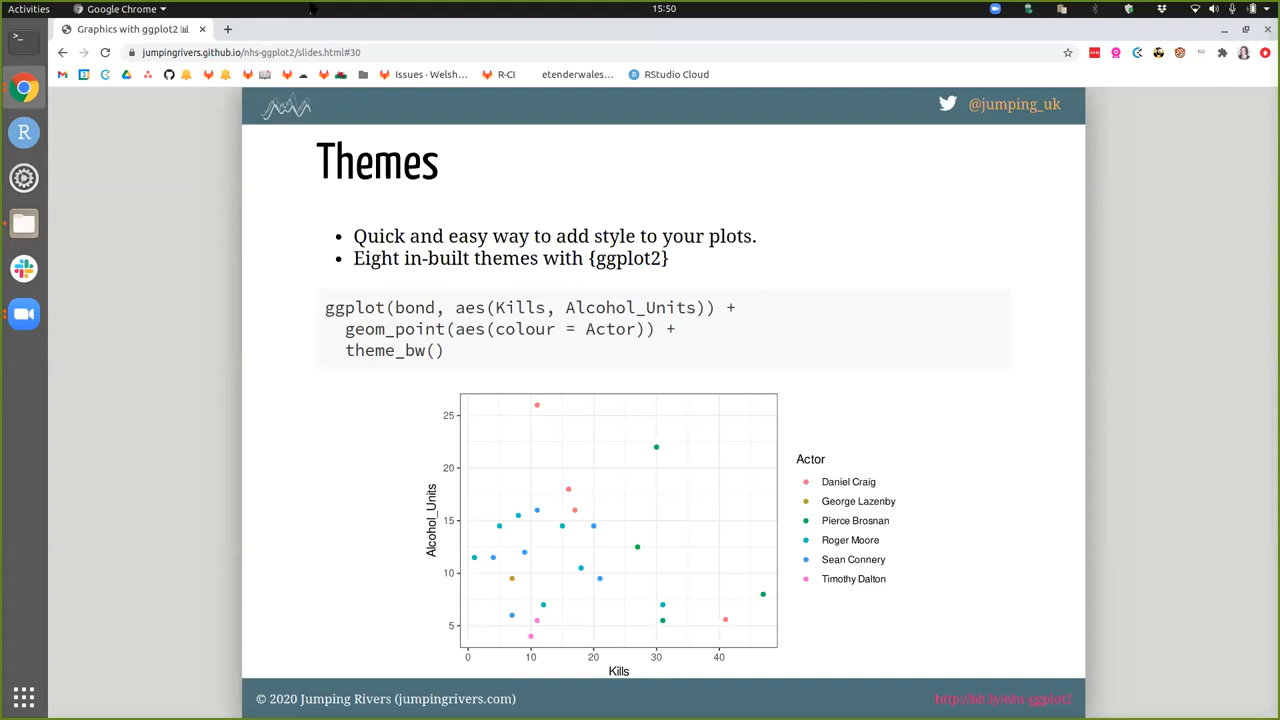 Activities
Google Chrome
15:50
Graphics with ggplot2
jumpingrivers.github.io/nhs-ggplot2/slides.html#30
Issues · Welsh…
R-CI
etenderwales…
RStudio Cloud
@jumping_uk
Themes
• Quick and easy way to add style to your plots.
• Eight in-built themes with {ggplot2}
ggplot(bond, aes(Kills, Alcohol_Units)) +
geom_point(aes(colour = Actor)) +
theme_bw()
25
20
15
10
5
Alcohol_Units
0 10 20 30 40
Kills
Actor
Daniel Craig
George Lazenby
Pierce Brosnan
Roger Moore
Sean Connery
Timothy Dalton
© 2020 Jumping Rivers (jumpingrivers.com)
http://bit.ly/nhs-ggplot2